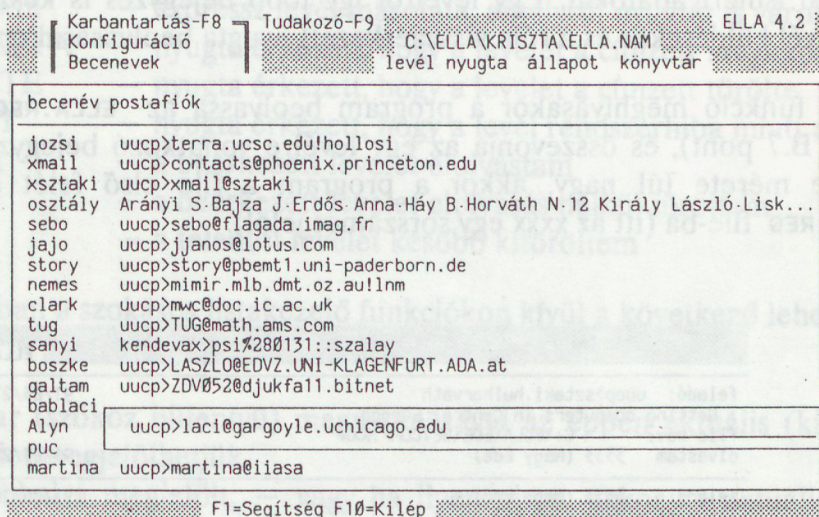 Karbantartás-F8 Tudakozó-F9 ELLA 4.2
Konfiguráció C:\ELLA\KRISZTA\ELLA.NAM
Becenevek levél nyugta állapot könyvtár
becenév postafiók
gozsi uucp>terra.ucsc.edu!hollosi
xmail uucp>contacts@phoenix.princeton.edu
sztaki uucp>xmail@sztaki
osztály Arányi S·Bajza J·Erdős Anna·Háy B·Horváth N·12 Király László·Lisk...
sebo uucp>sebo@flagada.imag.fr
jajo uucp>jjanos@lotus.com
story uucp>story@pbemt1.uni-paderborn.de
nemes uucp>mimir.mlb.dmt.oz.au!lnm
clark uucp>mwc@doc.ic.ac.uk
tug uucp>TUG@math.ams.com
sanyi kendevax>psi%280131::szalay
boszke uucp>LASZLO@EDVZ.UNI-KLAGENFURT.ADA.at
galtam uucp>ZDV052@djukfa11.bitnet
bablaci
Alyn uucp>laci@gargoyle.uchicago.edu
pur
martina uucp>martina@iiasa
F1=Segítség F10=Kilép